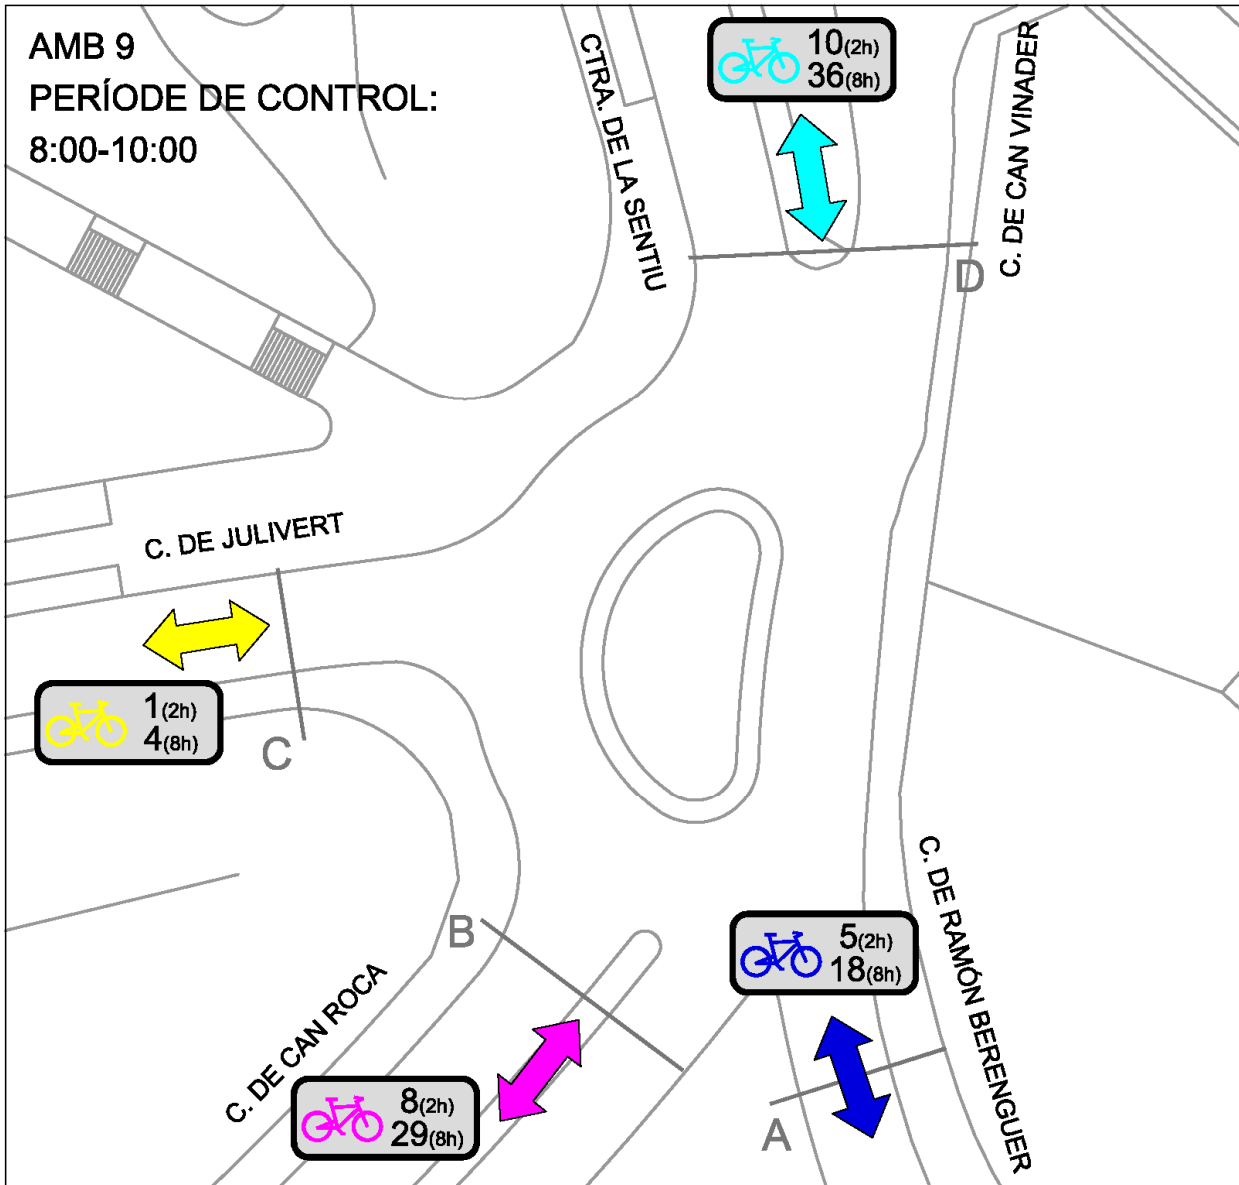 AMB 9
PERÍODE DE CONTROL:
8:00-10:00
10(2h)
36(8h)
CTRA. DE LA SENTIU
C. DE CAN VINADER
D
C. DE JULIVERT
1(2h)
4(8h)
C
B
C. DE CAN ROCA
5(2h)
18(8h)
C. DE RAMÓN BERENGUER
8(2h)
29(8h)
A